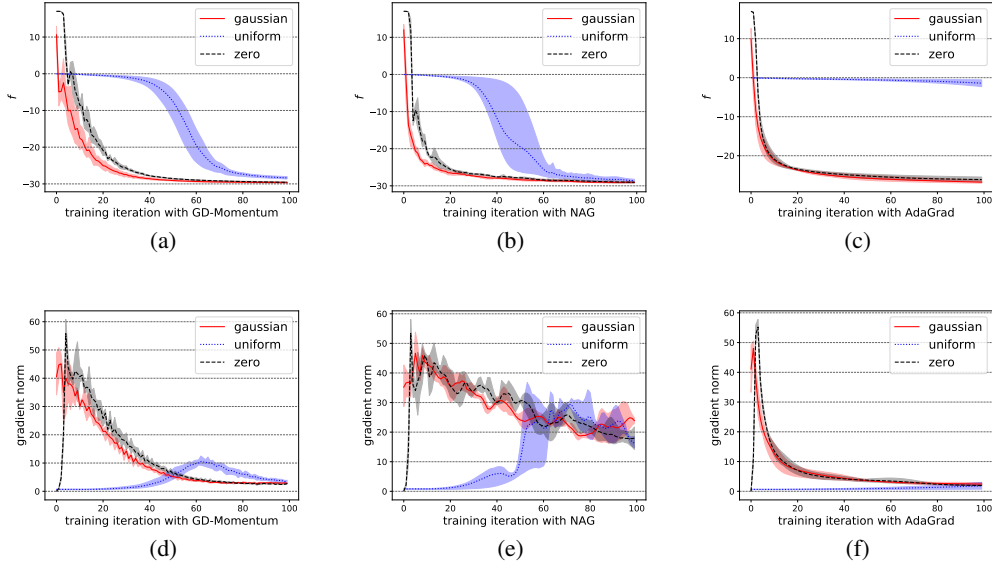 gaussian
uniform
zero
10
0
−10
−20
−30
f
0 20 40 60 80 100
training iteration with GD-Momentum
(a)
gaussian
uniform
zero
10
0
−10
−20
−30
f
0 20 40 60 80 100
training iteration with NAG
(b)
gaussian
uniform
zero
10
0
−10
−20
f
0 20 40 60 80 100
training iteration with AdaGrad
(c)
gaussian
uniform
zero
60
50
40
30
20
10
0
gradient norm
0 20 40 60 80 100
training iteration with GD-Momentum
(d)
gaussian
uniform
zero
60
50
40
30
20
10
0
gradient norm
0 20 40 60 80 100
training iteration with NAG
(e)
gaussian
uniform
zero
60
50
40
30
20
10
0
gradient norm
0 20 40 60 80 100
training iteration with AdaGrad
(f)